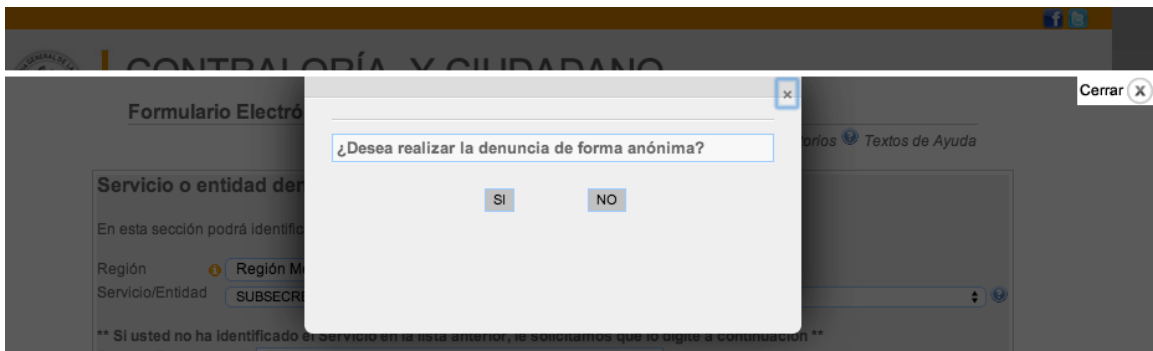 CONTRALORÍA Y CIUDADANO
Cerrar X
Formulario Electró
×
orios ? Textos de Ayuda
¿Desea realizar la denuncia de forma anónima?
Servicio o entidad den
SI NO
En esta sección podrá identific
Región Región Me
Servicio/Entidad SUBSECRE
** Si usted no ha identificado el Servicio en la lista anterior, le solicitamos que lo digite a continuación **